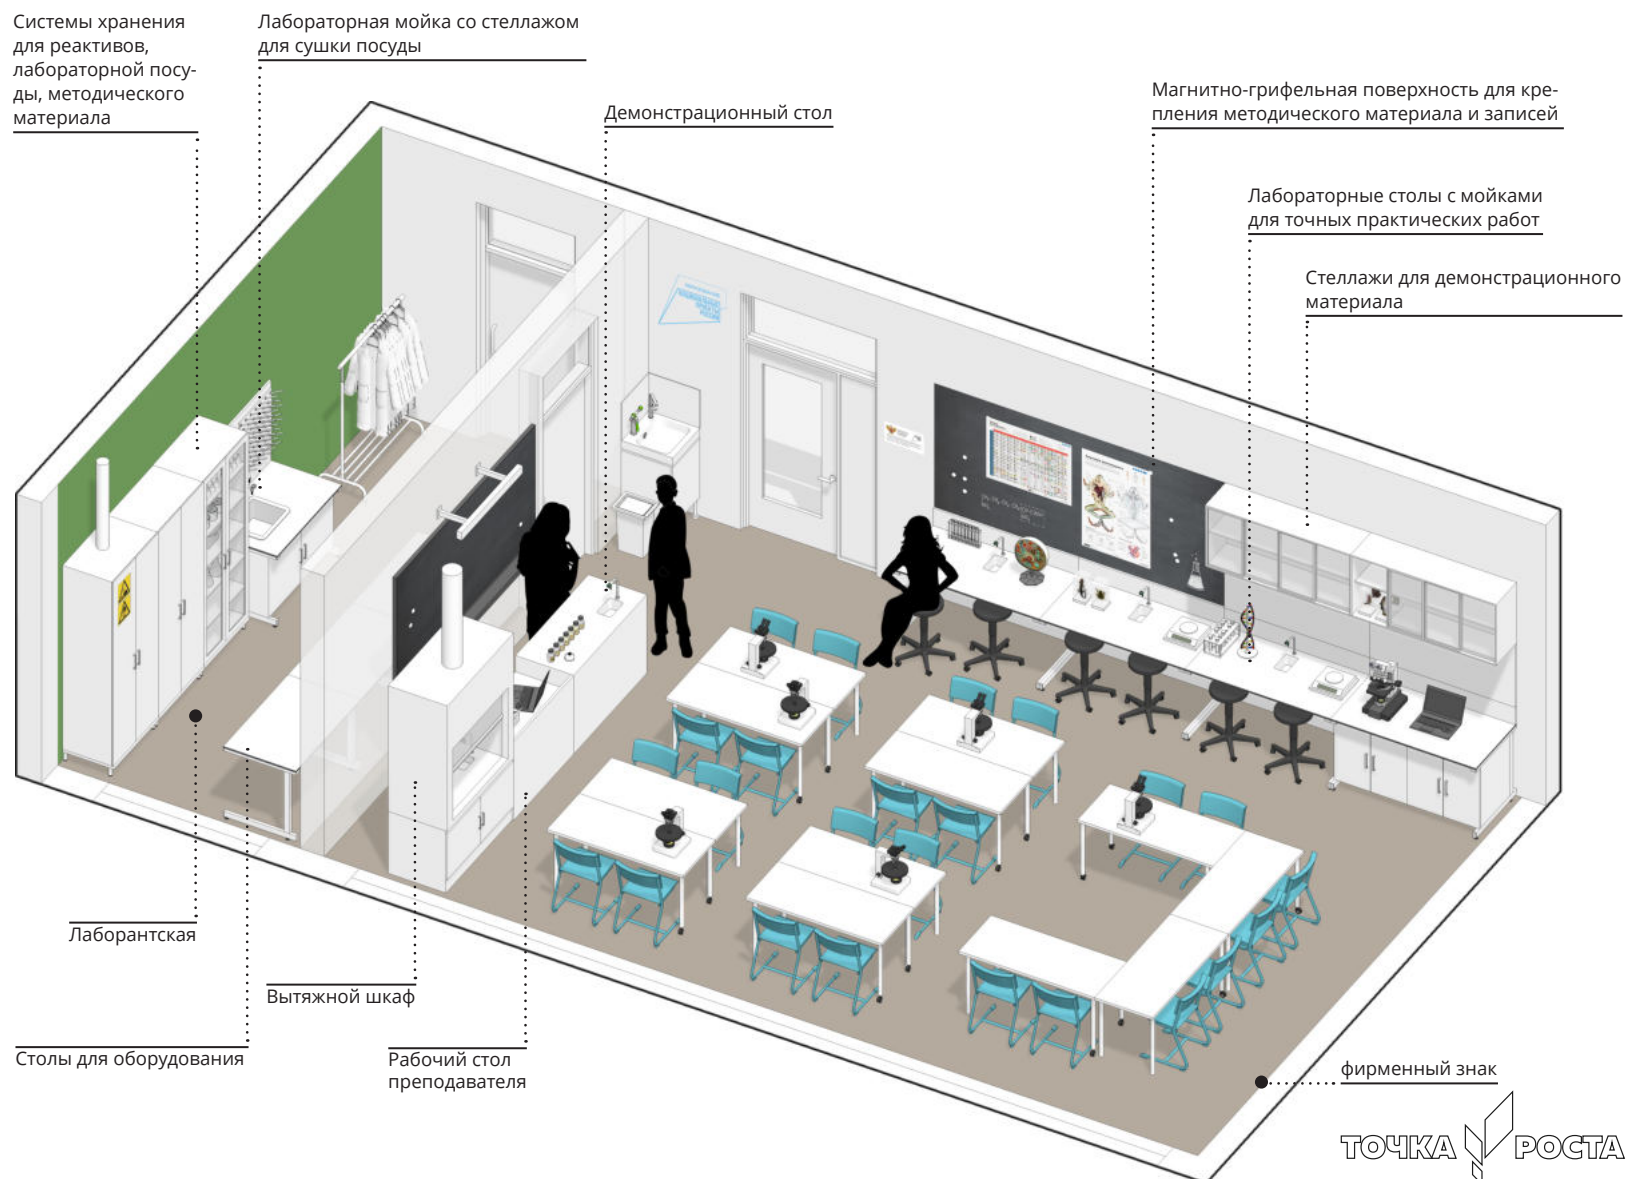 Системы хранения
для реактивов,
лабораторной посу-
ды, методического
материала
Лабораторная мойка со стеллажом
для сушки посуды
Демонстрационный стол
Магнитно-грифельная поверхность для кре-
пления методического материала и записей
Лабораторные столы с мойками
для точных практических работ
Стеллажи для демонстрационного
материала
Лаборантская
Вытяжной шкаф
Столы для оборудования
Рабочий стол
преподавателя
фирменный знак
ТОЧКА РОСТА